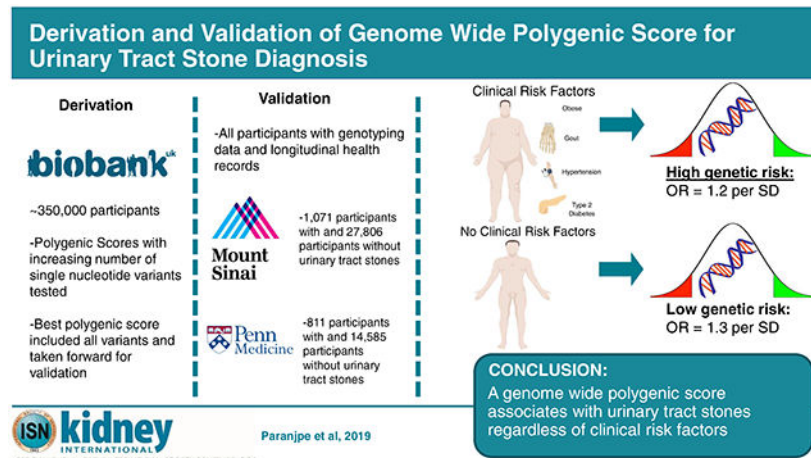 Derivation and Validation of Genome Wide Polygenic Score for
Urinary Tract Stone Diagnosis
Derivation
biobank uk
~350,000 participants
-Polygenic Scores with
increasing number of
single nucleotide variants
tested
-Best polygenic score
included all variants and
taken forward for
validation
Validation
-All participants with genotyping
data and longitudinal health
records
Mount
Sinai
-1,071 participants
with and 27,806
participants without
urinary tract stones
Penn
Medicine
-811 participants
with and 14,585
participants
without urinary
tract stones
Clinical Risk Factors
Obese
Gout
Hypertension
Type 2
Diabetes
High genetic risk:
OR = 1.2 per SD
No Clinical Risk Factors
Low genetic risk:
OR = 1.3 per SD
CONCLUSION:
A genome wide polygenic score
associates with urinary tract stones
regardless of clinical risk factors
ISN
kidney
INTERNATIONAL
Paranjpe et al, 2019